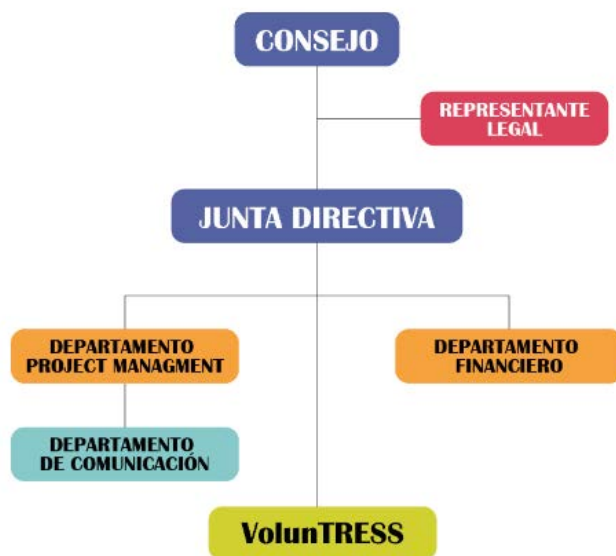 CONSEJO
REPRESENTANTE
LEGAL
JUNTA DIRECTIVA
DEPARTAMENTO
PROJECT MANAGMENT
DEPARTAMENTO
FINANCIERO
DEPARTAMENTO
DE COMUNICACIÓN
VolunTRESS